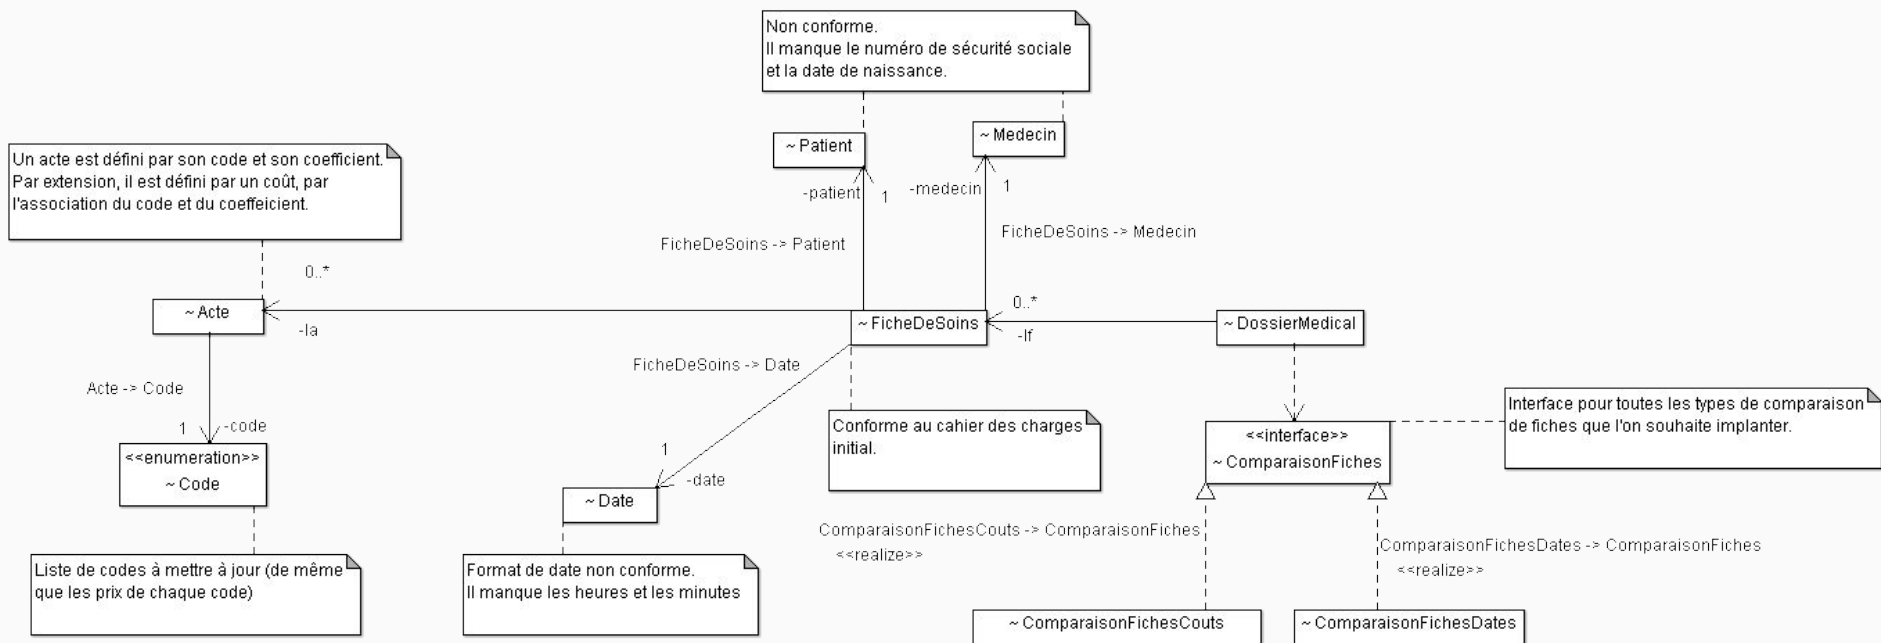 Non conforme.
Il manque le numéro de sécurité sociale
et la date de naissance.
~ Patient
~ Medecin
Un acte est défini par son code et son coefficient.
Par extension, il est défini par un coût, par
l'association du code et du coeffeicient.
-patient
1
-medecin
1
FicheDeSoins -> Patient
FicheDeSoins -> Medecin
0..*
~ Acte
-la
~ FicheDeSoins
0..*
-lf
~ DossierMedical
FicheDeSoins -> Date
Acte -> Code
1
-code
<<enumeration>>
~ Code
1
-date
~ Date
Conforme au cahier des charges
initial.
<<interface>>
~ ComparaisonFiches
Interface pour toutes les types de comparaison
de fiches que l'on souhaite implanter.
ComparaisonFichesCouts -> ComparaisonFiches
<<realize>>
ComparaisonFichesDates -> ComparaisonFiches
<<realize>>
Liste de codes à mettre à jour (de même
que les prix de chaque code)
Format de date non conforme.
Il manque les heures et les minutes
~ ComparaisonFichesCouts
~ ComparaisonFichesDates